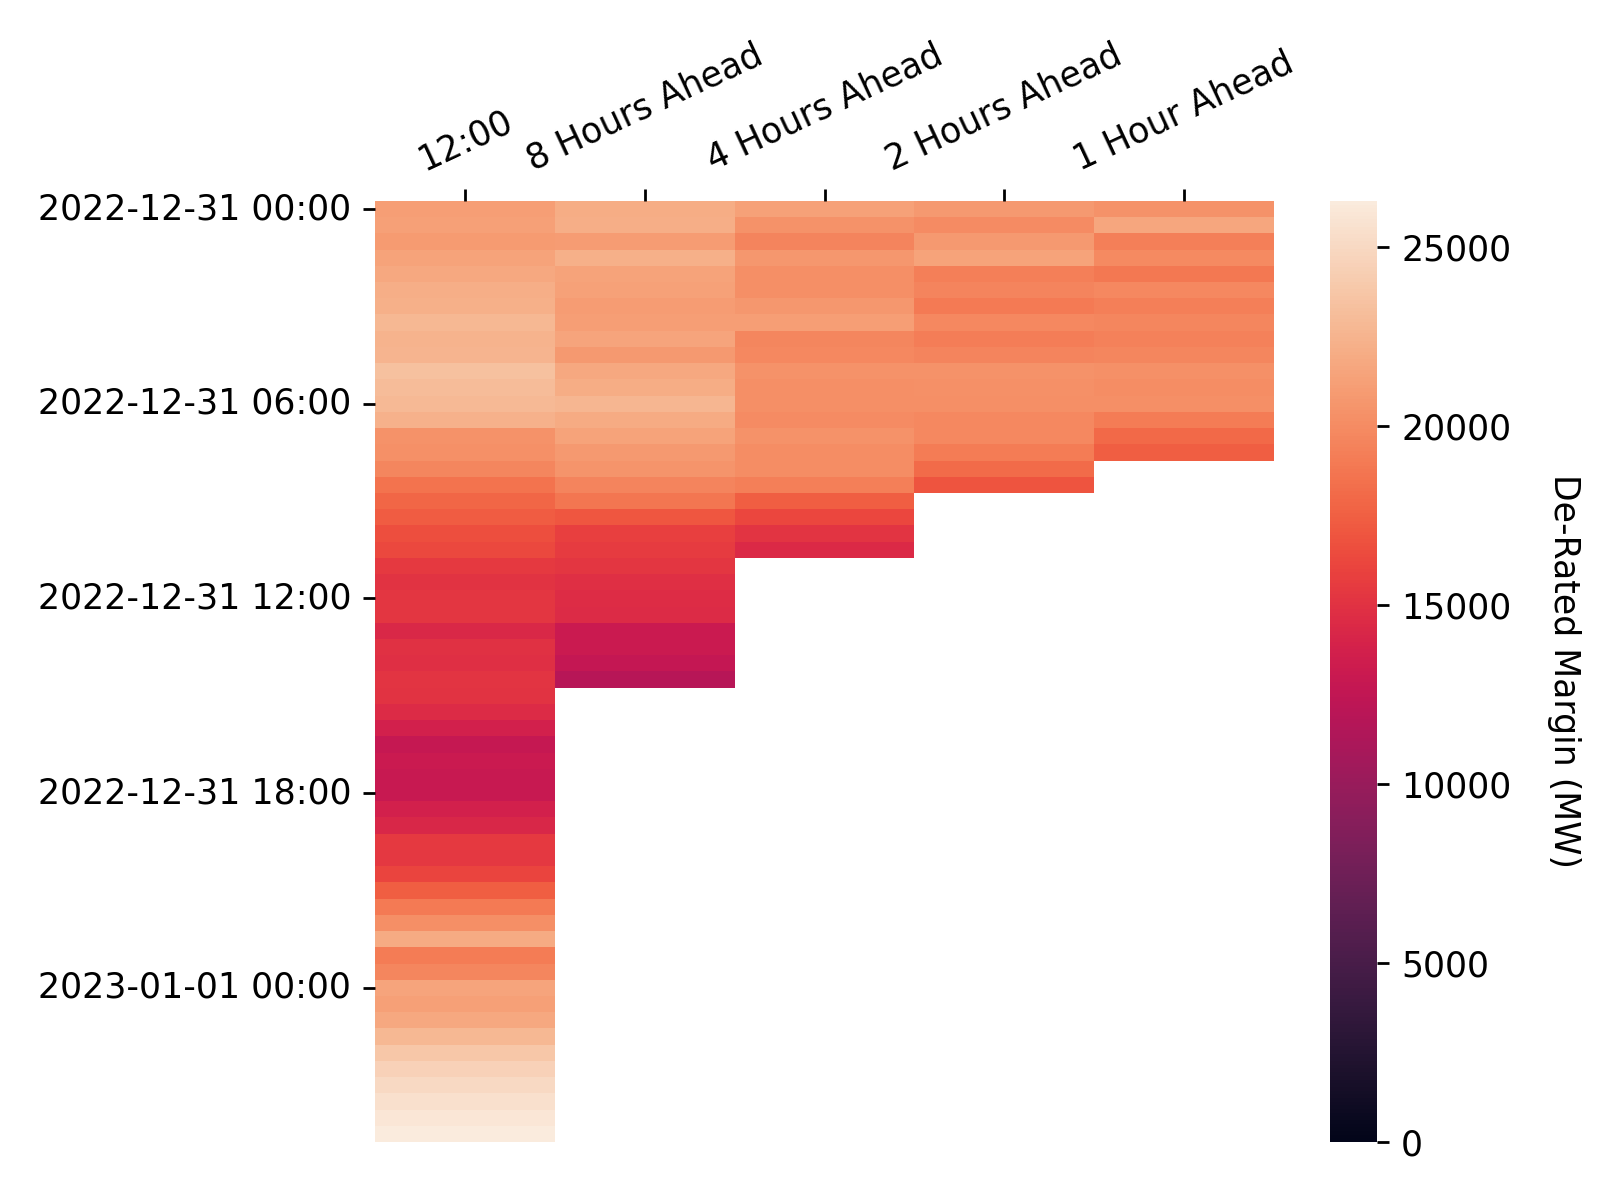 12:00
8 Hours Ahead
4 Hours Ahead
2 Hours Ahead
1 Hour Ahead
2022-12-31 00:00
2022-12-31 06:00
2022-12-31 12:00
2022-12-31 18:00
2023-01-01 00:00
25000
20000
15000
10000
5000
0
De-Rated Margin (MW)